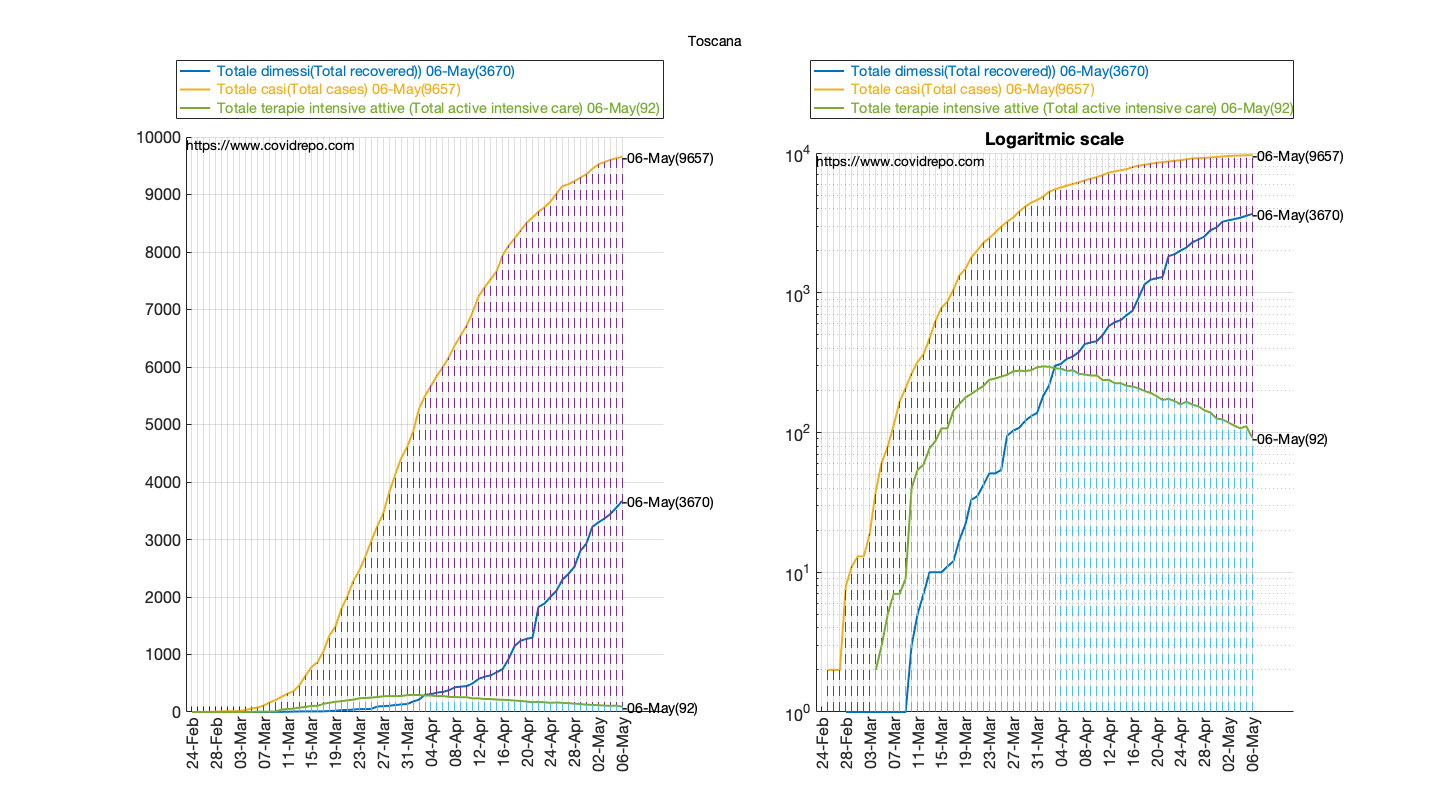 Toscana
Totale dimessi(Total recovered)) 06-May(3670)
Totale casi(Total cases) 06-May(9657)
Totale terapie intensive attive (Total active intensive care) 06-May(92)
10000
9000
8000
7000
6000
5000
4000
3000
2000
1000
0
https://www.covidrepo.com
06-May(9657)
06-May(3670)
06-May(92)
24-Feb
28-Feb
03-Mar
07-Mar
11-Mar
15-Mar
19-Mar
23-Mar
27-Mar
31-Mar
04-Apr
08-Apr
12-Apr
16-Apr
20-Apr
24-Apr
28-Apr
02-May
06-May
Totale dimessi(Total recovered)) 06-May(3670)
Totale casi(Total cases) 06-May(9657)
Totale terapie intensive attive (Total active intensive care) 06-May(92)
Logaritmic scale
10^4
10^3
10^2
10^1
10^0
https://www.covidrepo.com
06-May(9657)
06-May(3670)
06-May(92)
24-Feb
28-Feb
03-Mar
07-Mar
11-Mar
15-Mar
19-Mar
23-Mar
27-Mar
31-Mar
04-Apr
08-Apr
12-Apr
16-Apr
20-Apr
24-Apr
28-Apr
02-May
06-May